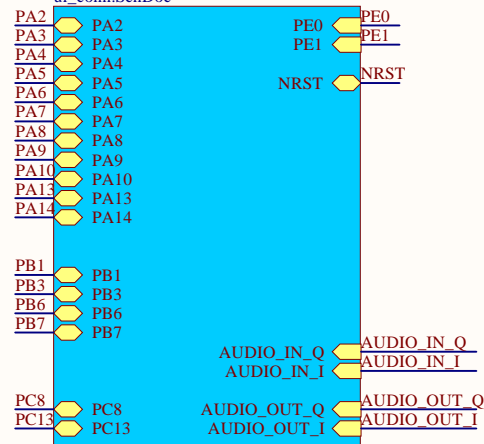 PA2 PA2 PE0 PE0
PA3 PA3 PE1 PE1
PA4 PA4
PA5 PA5 NRST NRST
PA6 PA6
PA7 PA7
PA8 PA8
PA9 PA9
PA10 PA10
PA13 PA13
PA14 PA14
PB1 PB1
PB3 PB3
PB6 PB6
PB7 PB7
AUDIO_IN_Q AUDIO_IN_Q
AUDIO_IN_I AUDIO_IN_I
PC8 PC8 AUDIO_OUT_Q AUDIO_OUT_Q
PC13 PC13 AUDIO_OUT_I AUDIO_OUT_I